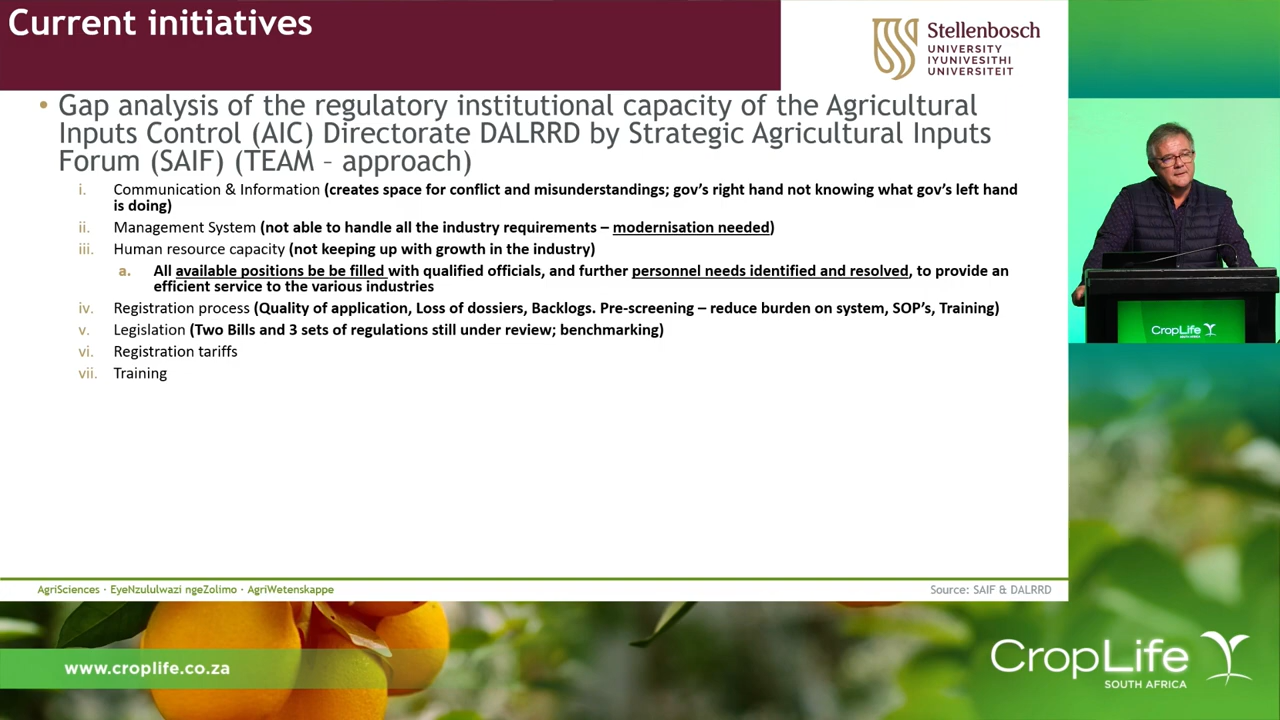 Current initiatives
Stellenbosch
UNIVERSITY
IYUNIVESITHI
UNIVERSITEIT
• Gap analysis of the regulatory institutional capacity of the Agricultural
Inputs Control (AIC) Directorate DALRRD by Strategic Agricultural Inputs
Forum (SAIF) (TEAM – approach)
i. Communication & Information (creates space for conflict and misunderstandings; gov's right hand not knowing what gov's left hand
is doing)
ii. Management System (not able to handle all the industry requirements – modernisation needed)
iii. Human resource capacity (not keeping up with growth in the industry)
a. All available positions be be filled with qualified officials, and further personnel needs identified and resolved, to provide an
efficient service to the various industries
iv. Registration process (Quality of application, Loss of dossiers, Backlogs. Pre-screening – reduce burden on system, SOP's, Training)
v. Legislation (Two Bills and 3 sets of regulations still under review; benchmarking)
vi. Registration tariffs
vii. Training
AgriSciences · EyeNzululwazi ngeZolimo · AgriWetenskappe
Source: SAIF & DALRRD
CropLife
SOUTH AFRICA
www.croplife.co.za
CropLife
SOUTH AFRICA